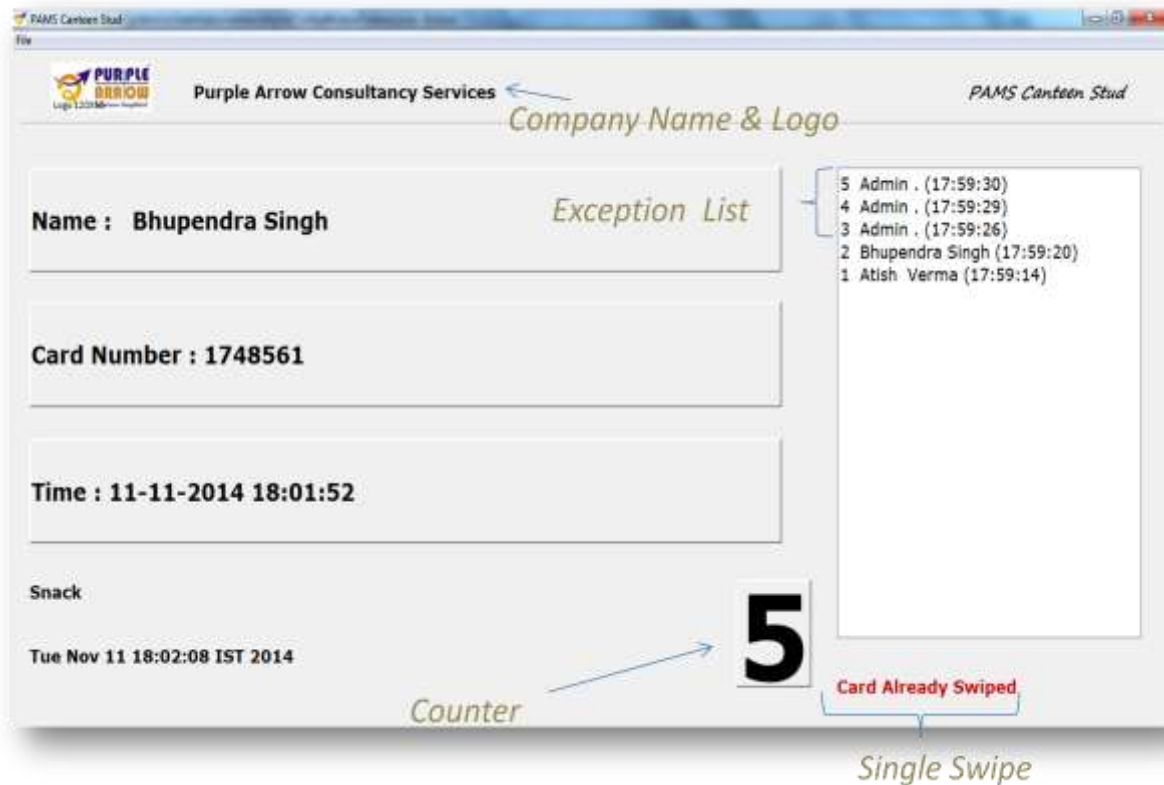 PAMS Canteen Stud
File
PURPLE
ARROW
Purple Arrow Consultancy Services
PAMS Canteen Stud
Company Name & Logo
Name : Bhupendra Singh
Exception List
5 Admin . (17:59:30)
4 Admin . (17:59:29)
3 Admin . (17:59:26)
2 Bhupendra Singh (17:59:20)
1 Atish Verma (17:59:14)
Card Number : 1748561
Time : 11-11-2014 18:01:52
Snack
5
Tue Nov 11 18:02:08 IST 2014
Card Already Swiped
Counter
Single Swipe